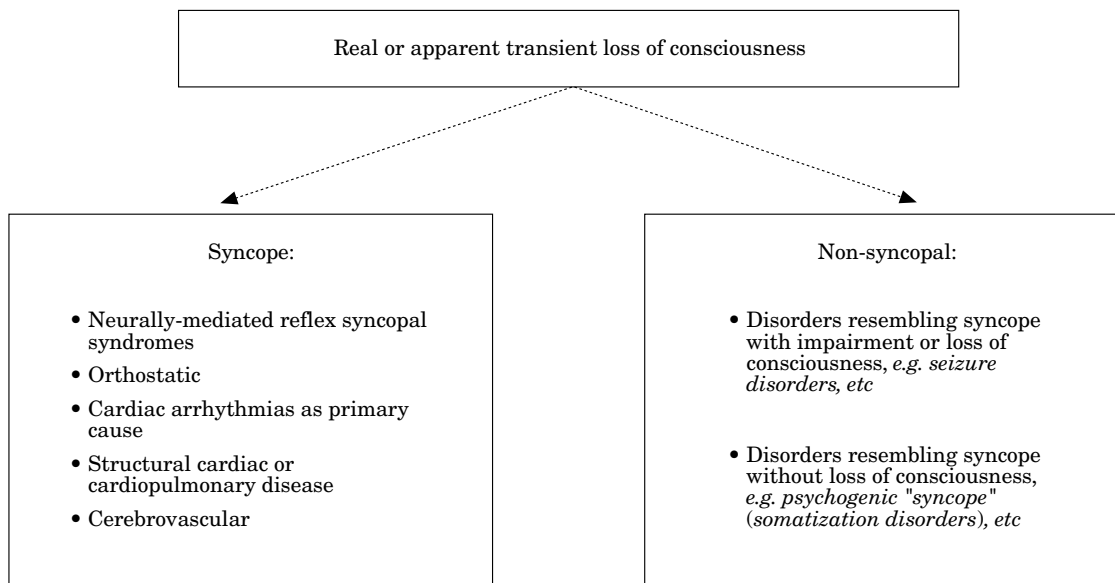 Real or apparent transient loss of consciousness
Syncope:
• Neurally-mediated reflex syncopal
syndromes
• Orthostatic
• Cardiac arrhythmias as primary
cause
• Structural cardiac or
cardiopulmonary disease
• Cerebrovascular
Non-syncopal:
• Disorders resembling syncope
with impairment or loss of
consciousness, e.g. seizure
disorders, etc
• Disorders resembling syncope
without loss of consciousness,
e.g. psychogenic "syncope"
(somatization disorders), etc